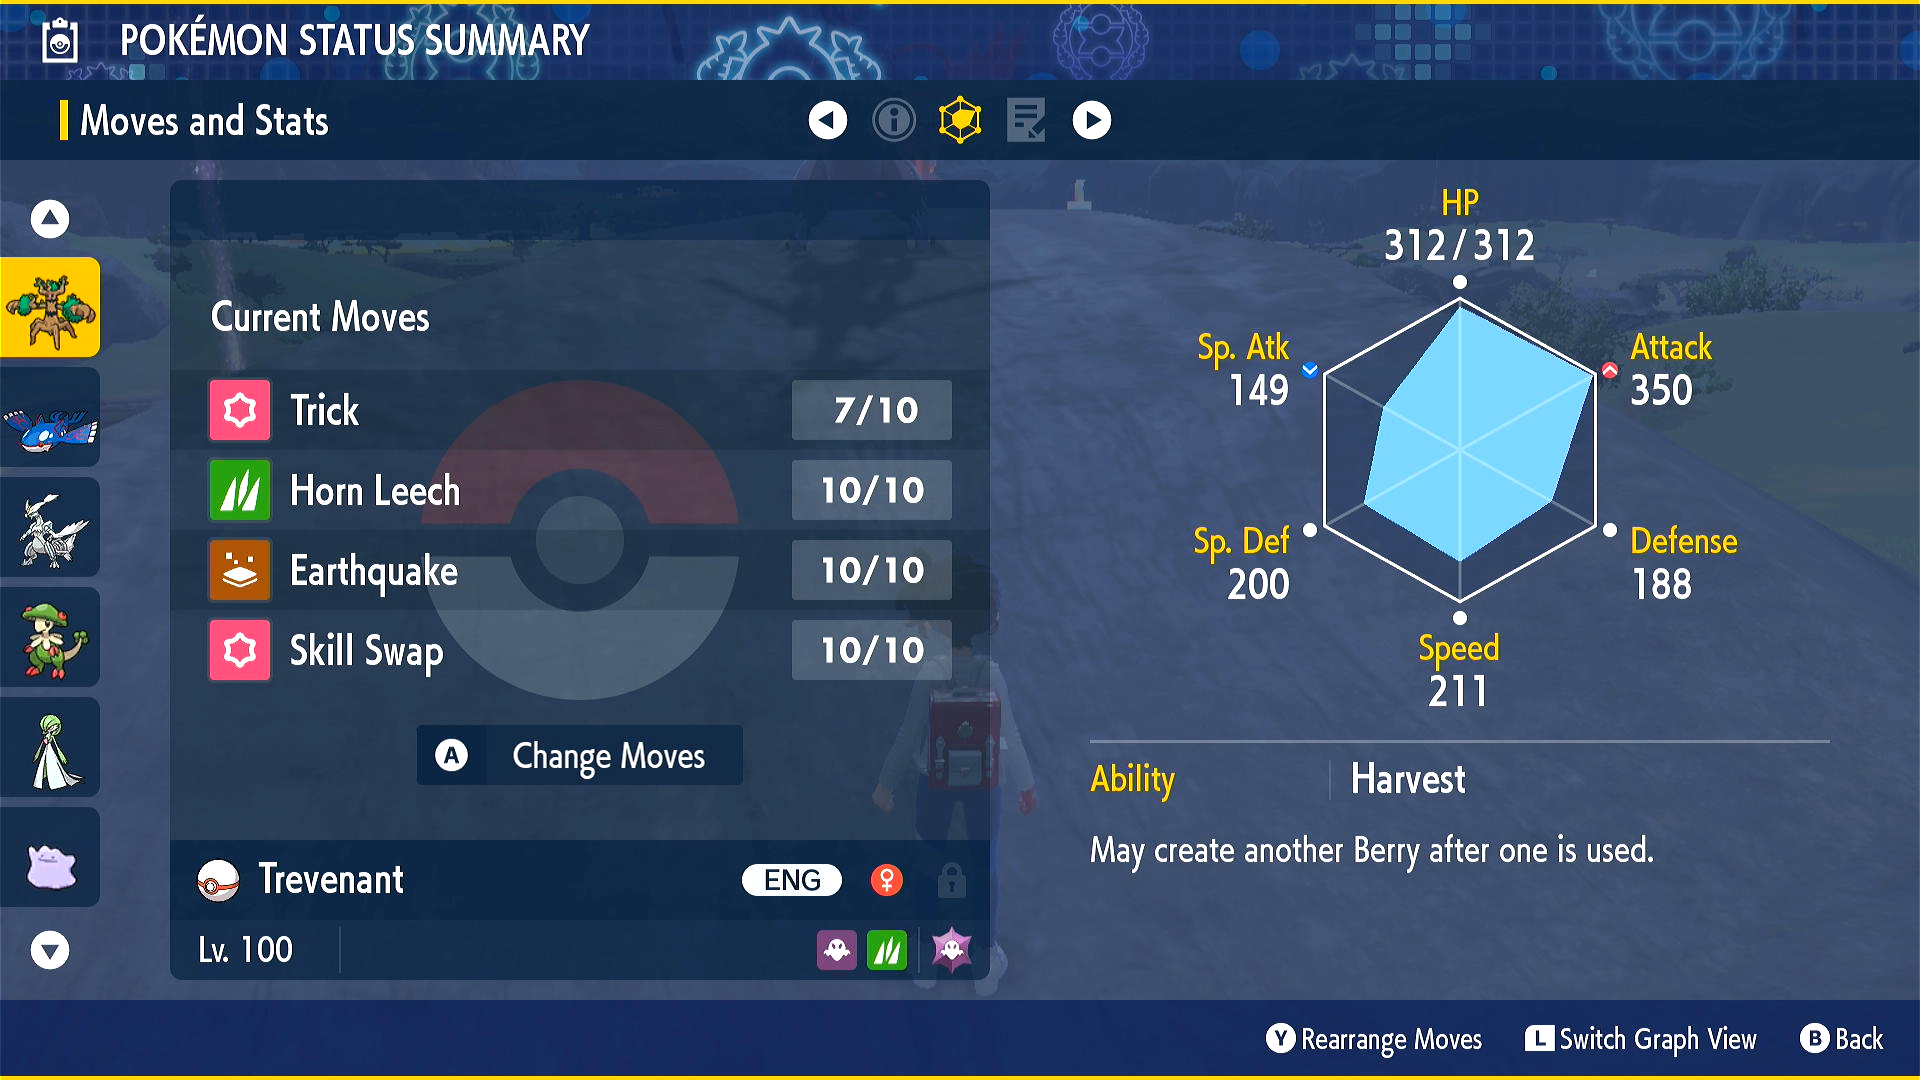 POKÉMON STATUS SUMMARY
Moves and Stats
Current Moves
Trick 7/10
Horn Leech 10/10
Earthquake 10/10
Skill Swap 10/10
A Change Moves
Trevenant ENG
Lv. 100
HP
312/312
Sp. Atk
149
Attack
350
Sp. Def
200
Defense
188
Speed
211
Ability Harvest
May create another Berry after one is used.
Y Rearrange Moves L Switch Graph View B Back